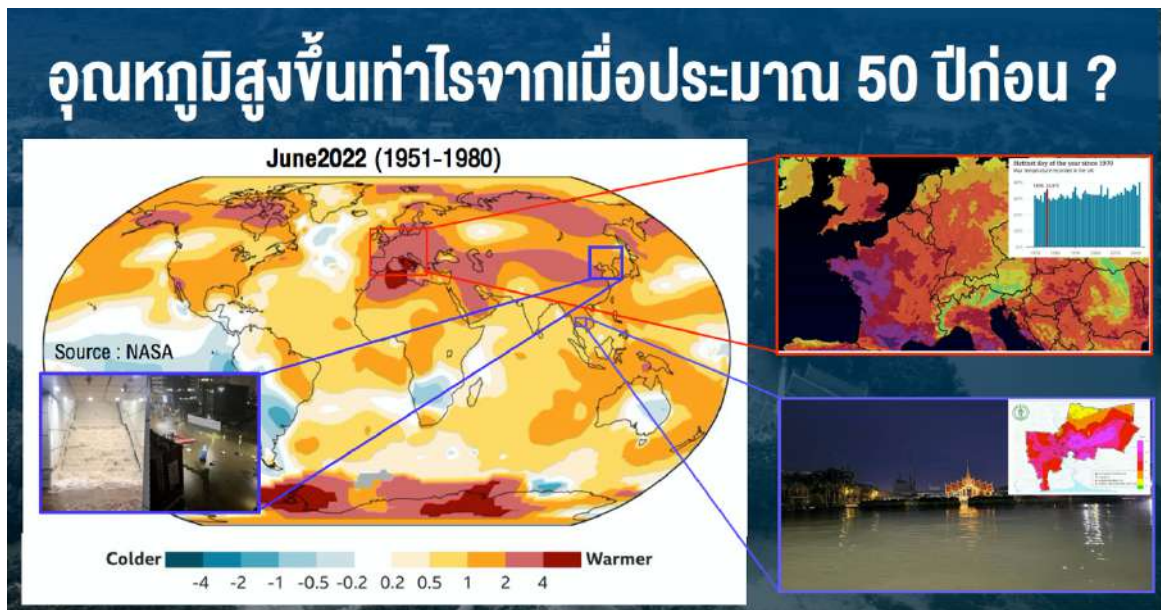 อุณหภูมิสูงขึ้นเท่าไรจากเมื่อประมาณ 50 ปีก่อน ?
June2022 (1951-1980)
Hottest day of the year since 1970
Source : NASA
Colder
Warmer
-4 -2 -1 -0.5 -0.2 0.2 0.5 1 2 4